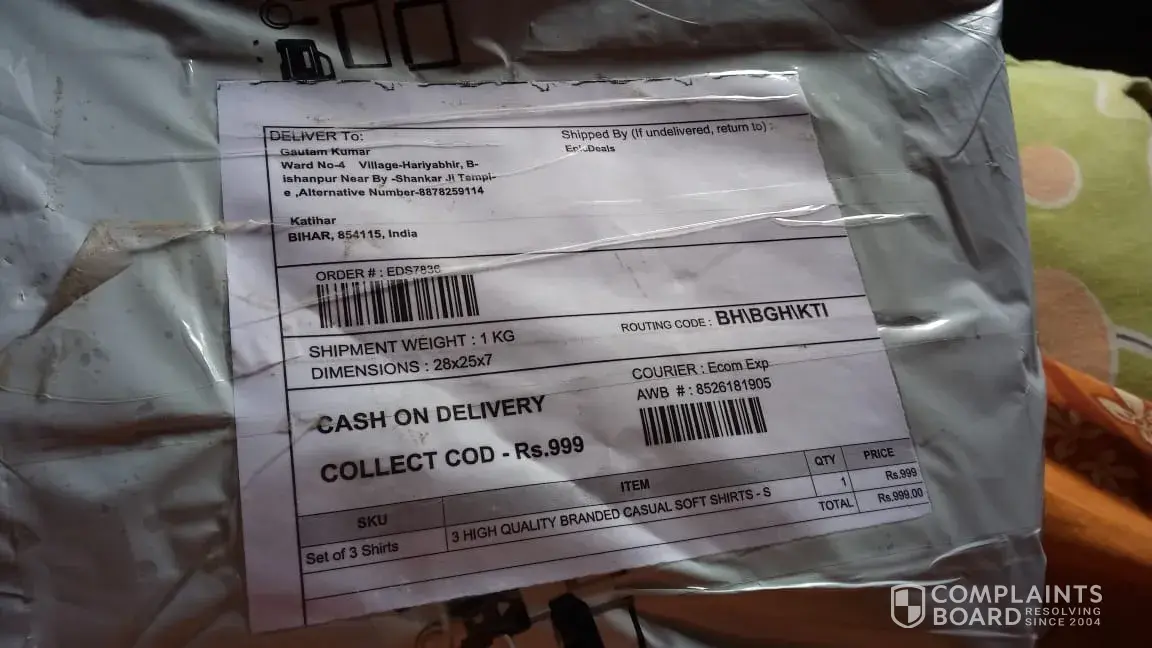 DELIVER To:
Gautam Kumar
Ward No-4 Village-Hariyabhir, B-
ishanpur Near By -Shankar Ji Templ-
e ,Alternative Number-8878259114
Katihar
BIHAR, 854115, India
Shipped By (If undelivered, return to) :
ORDER # : EDS7836
SHIPMENT WEIGHT : 1 KG
DIMENSIONS : 28x25x7
ROUTING CODE : BH\BGH\KTI
CASH ON DELIVERY
COLLECT COD - Rs.999
COURIER : Ecom Exp
AWB # : 8526181905
SKU ITEM QTY PRICE
Set of 3 Shirts 3 HIGH QUALITY BRANDED CASUAL SOFT SHIRTS - S 1 Rs.999
TOTAL Rs.999.00
COMPLAINTS
BOARD RESOLVING
SINCE 2004